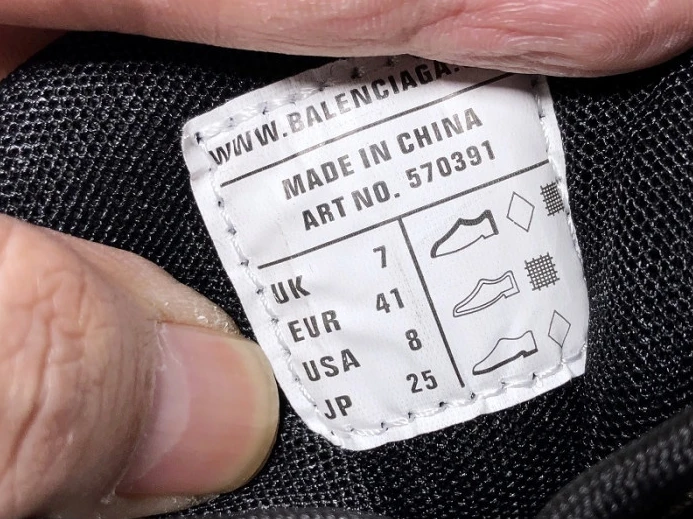 WWW.BALENCIAGA.
MADE IN CHINA
ART NO. 570391
UK 7
EUR 41
USA 8
JP 25